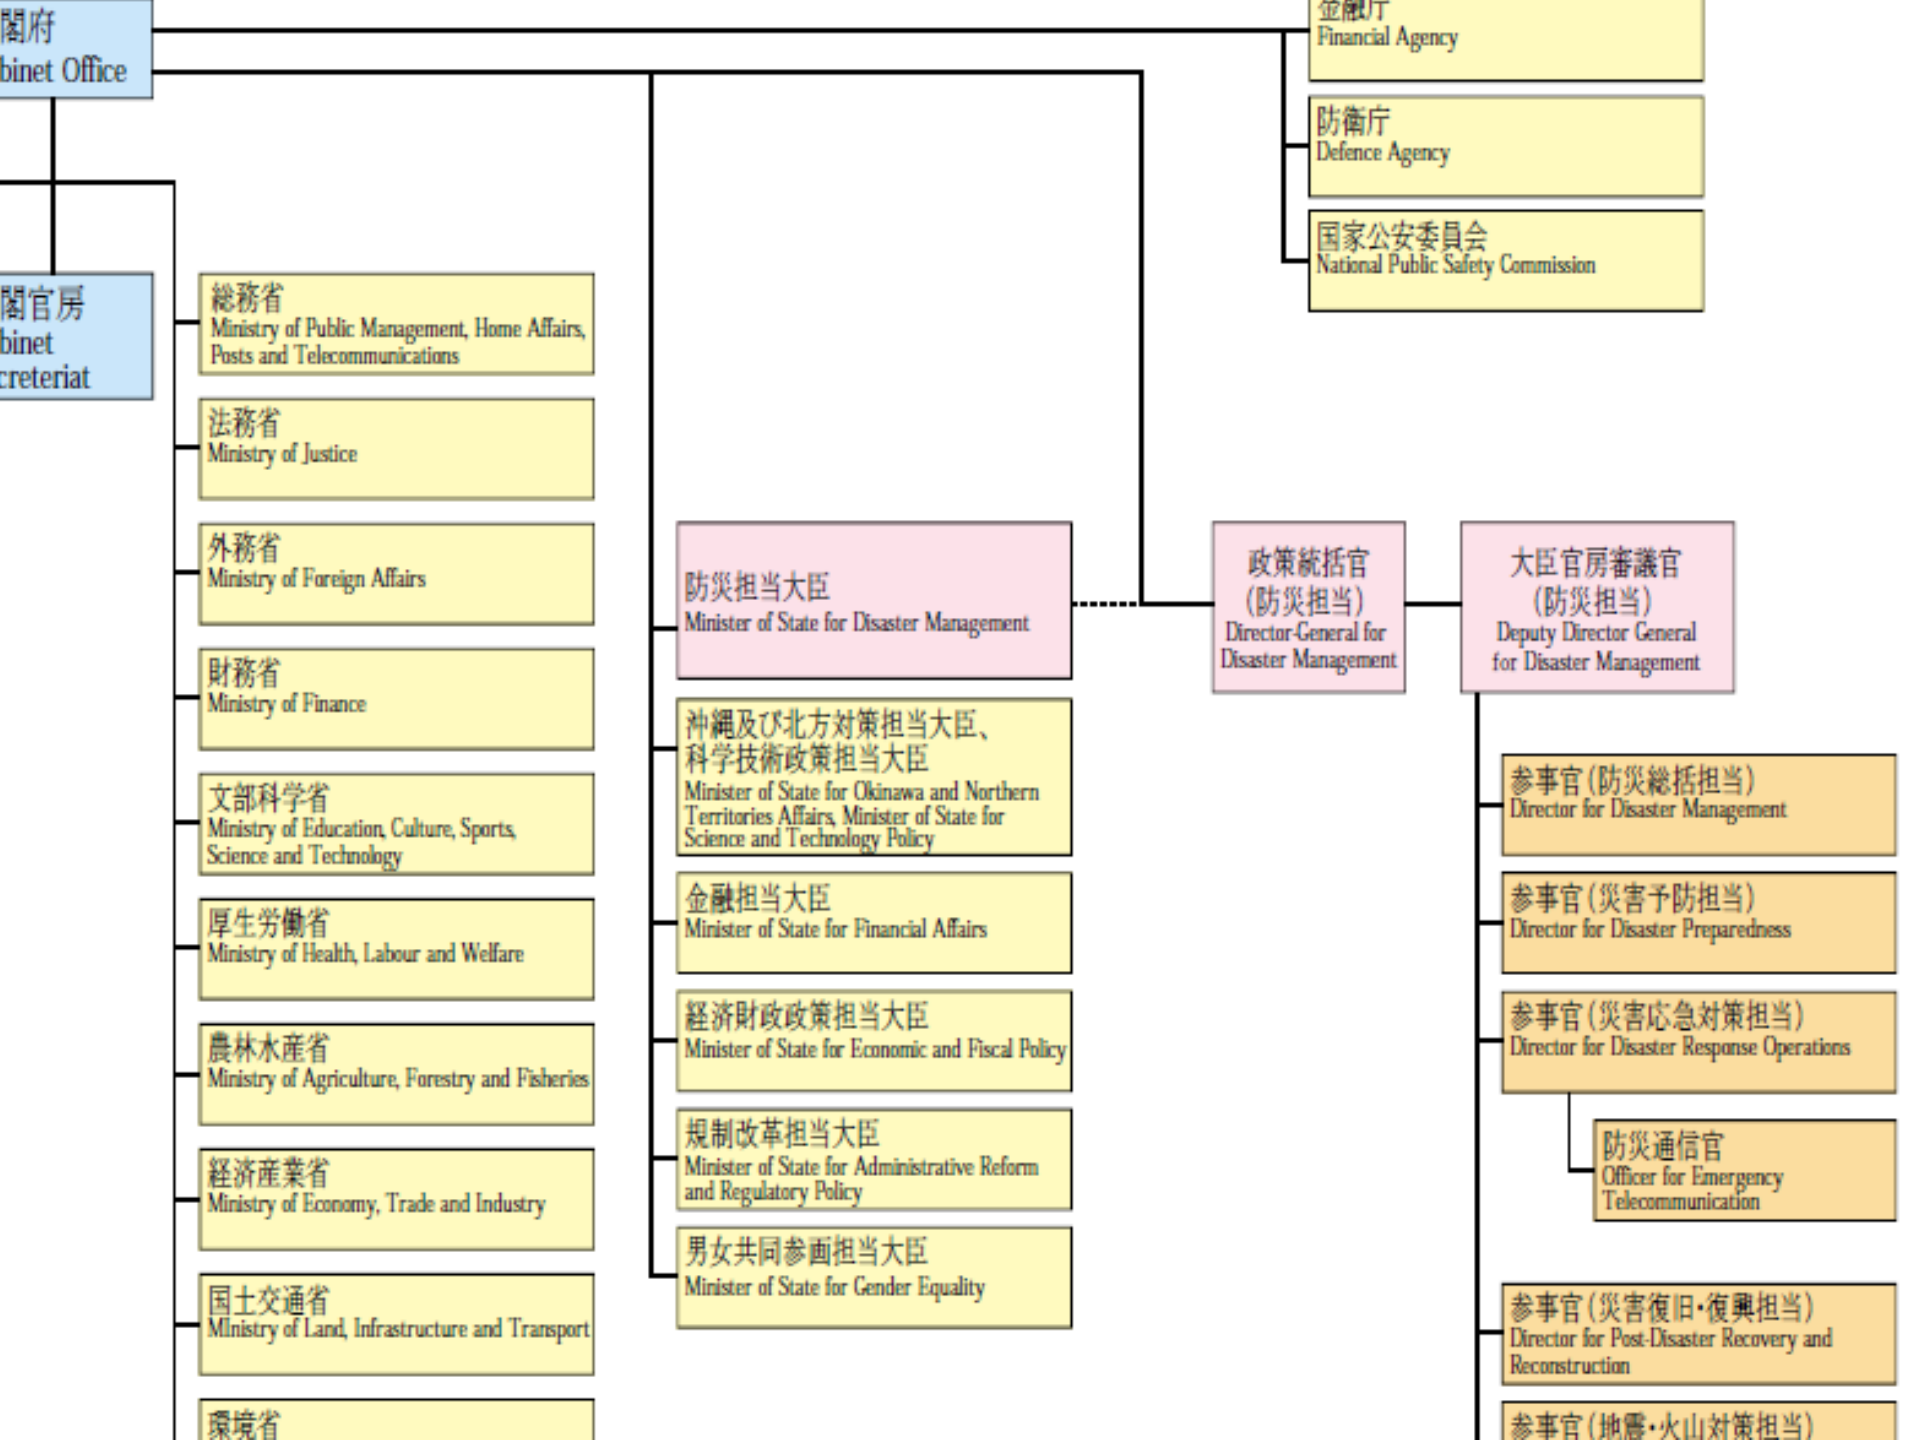 閣府
binet Office
閣官房
binet
creteriat
総務省
Ministry of Public Management, Home Affairs,
Posts and Telecommunications
法務省
Ministry of Justice
外務省
Ministry of Foreign Affairs
財務省
Ministry of Finance
文部科学省
Ministry of Education, Culture, Sports,
Science and Technology
厚生労働省
Ministry of Health, Labour and Welfare
農林水産省
Ministry of Agriculture, Forestry and Fisheries
経済産業省
Ministry of Economy, Trade and Industry
国土交通省
MInistry of Land, Infrastructure and Transport
環境省
防災担当大臣
Minister of State for Disaster Management
沖縄及び北方対策担当大臣、
科学技術政策担当大臣
Minister of State for Okinawa and Northern
Territories Affairs, Minister of State for
Science and Technology Policy
金融担当大臣
Minister of State for Financial Affairs
経済財政政策担当大臣
Minister of State for Economic and Fiscal Policy
規制改革担当大臣
Minister of State for Administrative Reform
and Regulatory Policy
男女共同参画担当大臣
Minister of State for Gender Equality
金融庁
Financial Agency
防衛庁
Defence Agency
国家公安委員会
National Public Safety Commission
政策統括官
(防災担当)
Director-General for
Disaster Management
大臣官房審議官
(防災担当)
Deputy Director General
for Disaster Management
参事官(防災総括担当)
Director for Disaster Management
参事官(災害予防担当)
Director for Disaster Preparedness
参事官(災害応急対策担当)
Director for Disaster Response Operations
防災通信官
Officer for Emergency
Telecommunication
参事官(災害復旧・復興担当)
Director for Post-Disaster Recovery and
Reconstruction
参事官(地震・火山対策担当)